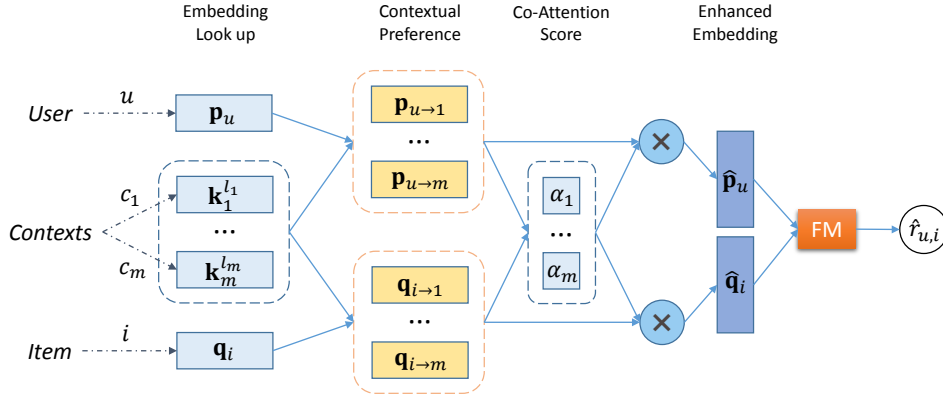 Embedding
Look up
Contextual
Preference
Co-Attention
Score
Enhanced
Embedding
User
u
p_u
p_{u→1}
...
p_{u→m}
×
p̂_u
Contexts
c_1
c_m
k_1^{l_1}
...
k_m^{l_m}
α_1
...
α_m
FM
r̂_{u,i}
Item
i
q_i
q_{i→1}
...
q_{i→m}
×
q̂_i